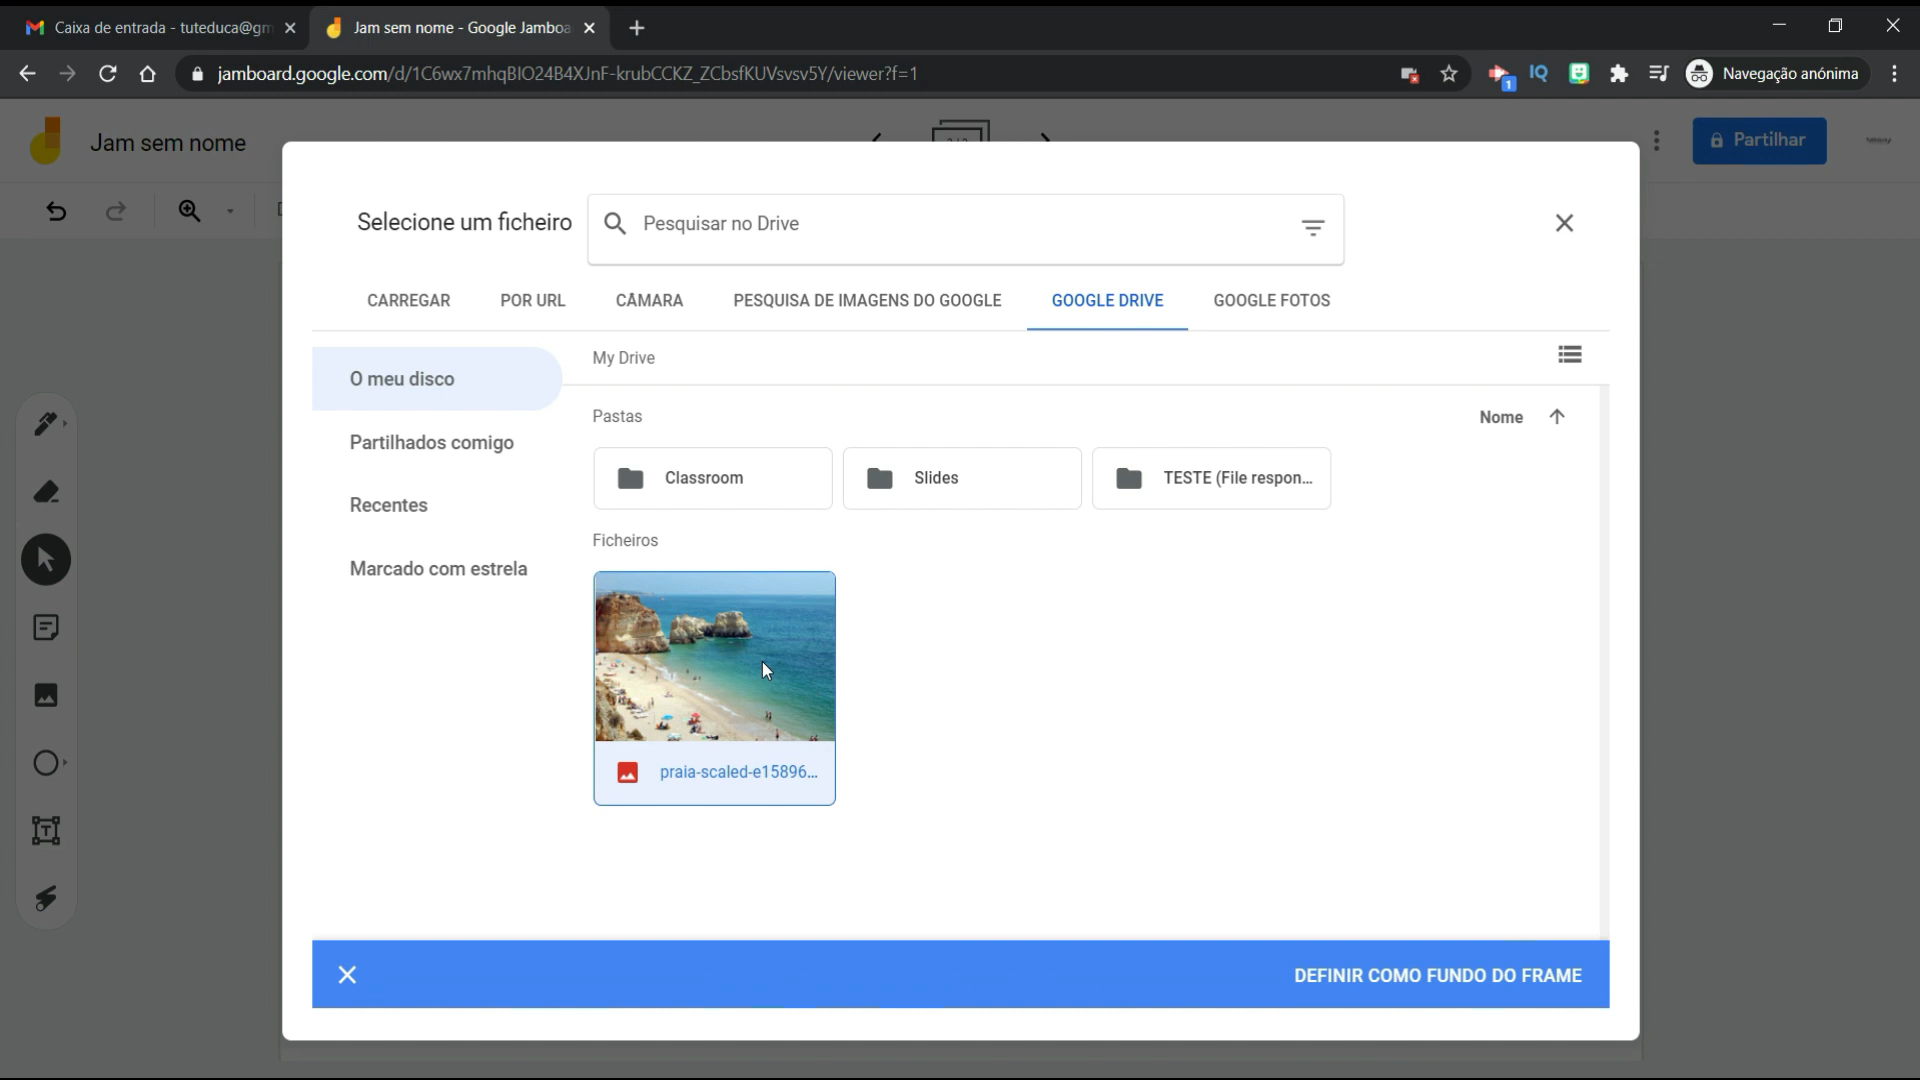 Caixa de entrada - tuteduca@gm
Jam sem nome - Google Jamboa
jamboard.google.com/d/1C6wx7mhqBIO24B4XJnF-krubCCKZ_ZCbsfKUVsvsv5Y/viewer?f=1
1
IQ
Navegação anónima
Jam sem nome
Partilhar
Selecione um ficheiro
Pesquisar no Drive
CARREGAR
POR URL
CÂMARA
PESQUISA DE IMAGENS DO GOOGLE
GOOGLE DRIVE
GOOGLE FOTOS
O meu disco
My Drive
Pastas
Nome
Partilhados comigo
Classroom
Slides
TESTE (File respon...
Recentes
Ficheiros
Marcado com estrela
praia-scaled-e15896...
DEFINIR COMO FUNDO DO FRAME